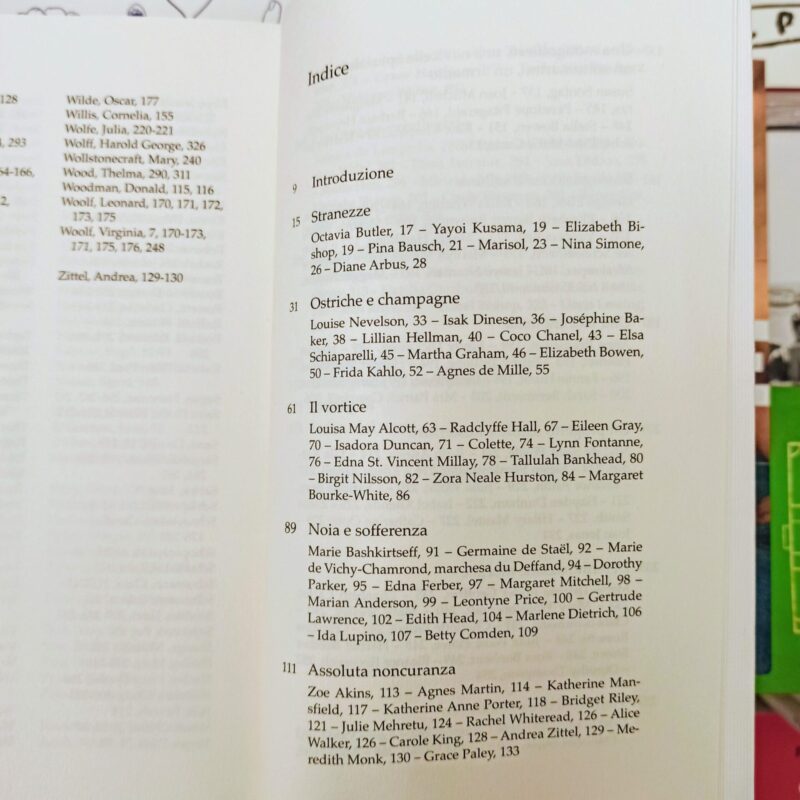 128
293
64-166,
2,
Wilde, Oscar, 177
Willis, Cornelia, 155
Wolfe, Julia, 220-221
Wolff, Harold George, 326
Wollstonecraft, Mary, 240
Wood, Thelma, 290, 311
Woodman, Donald, 115, 116
Woolf, Leonard, 170, 171, 172,
173, 175
Woolf, Virginia, 7, 170-173,
171, 175, 176, 248
Zittel, Andrea, 129-130
Indice
9 Introduzione
15 Stranezze
Octavia Butler, 17 – Yayoi Kusama, 19 – Elizabeth Bi-
shop, 19 – Pina Bausch, 21 – Marisol, 23 – Nina Simone,
26 – Diane Arbus, 28
31 Ostriche e champagne
Louise Nevelson, 33 – Isak Dinesen, 36 – Joséphine Ba-
ker, 38 – Lillian Hellman, 40 – Coco Chanel, 43 – Elsa
Schiaparelli, 45 – Martha Graham, 46 – Elizabeth Bowen,
50 – Frida Kahlo, 52 – Agnes de Mille, 55
61 Il vortice
Louisa May Alcott, 63 – Radclyffe Hall, 67 – Eileen Gray,
70 – Isadora Duncan, 71 – Colette, 74 – Lynn Fontanne,
76 – Edna St. Vincent Millay, 78 – Tallulah Bankhead, 80
– Birgit Nilsson, 82 – Zora Neale Hurston, 84 – Margaret
Bourke-White, 86
89 Noia e sofferenza
Marie Bashkirtseff, 91 – Germaine de Staël, 92 – Marie
de Vichy-Chamrond, marchesa du Deffand, 94 – Dorothy
Parker, 95 – Edna Ferber, 97 – Margaret Mitchell, 98 –
Marian Anderson, 99 – Leontyne Price, 100 – Gertrude
Lawrence, 102 – Edith Head, 104 – Marlene Dietrich, 106
– Ida Lupino, 107 – Betty Comden, 109
111 Assoluta noncuranza
Zoe Akins, 113 – Agnes Martin, 114 – Katherine Man-
sfield, 117 – Katherine Anne Porter, 118 – Bridget Riley,
121 – Julie Mehretu, 124 – Rachel Whiteread, 126 – Alice
Walker, 126 – Carole King, 128 – Andrea Zittel, 129 – Me-
redith Monk, 130 – Grace Paley, 133